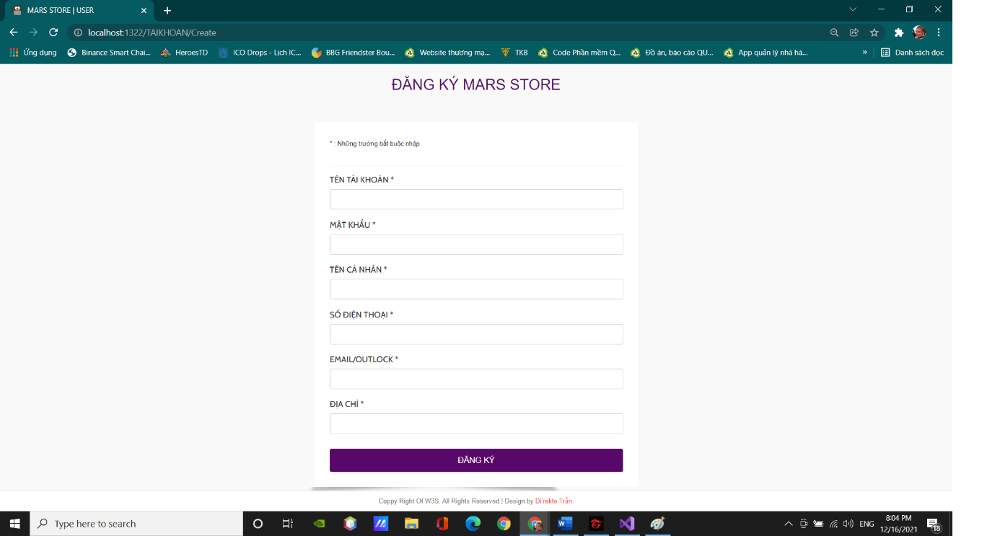 MARS STORE | USER
localhost:1322/TAIKHOAN/Create
Ứng dụng
Binance Smart Chai...
HeroesTD
ICO Drops - Lịch IC...
BBG Friendster Bou...
Website thương mạ...
TKB
Code Phần mềm Q...
Đồ án, báo cáo QU...
App quản lý nhà hà...
»
Danh sách đọc
ĐĂNG KÝ MARS STORE
* : Những trường bắt buộc nhập
TÊN TÀI KHOẢN *
MẬT KHẨU *
TÊN CÁ NHÂN *
SỐ ĐIỆN THOẠI *
EMAIL/OUTLOCK *
ĐỊA CHỈ *
ĐĂNG KÝ
Coppy Right Of W3S. All Rights Reserved | Design by Di'rekte Trần.
Type here to search
ENG
8:04 PM
12/16/2021
18